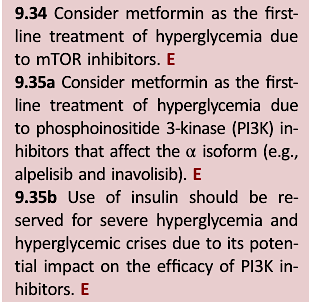 9.34 Consider metformin as the first-
line treatment of hyperglycemia due
to mTOR inhibitors. E
9.35a Consider metformin as the first-
line treatment of hyperglycemia due
to phosphoinositide 3-kinase (PI3K) in-
hibitors that affect the α isoform (e.g.,
alpelisib and inavolisib). E
9.35b Use of insulin should be re-
served for severe hyperglycemia and
hyperglycemic crises due to its poten-
tial impact on the efficacy of PI3K in-
hibitors. E